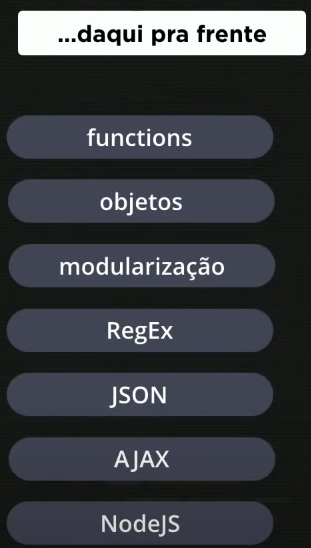 ...daqui pra frente
functions
objetos
modularização
RegEx
JSON
AJAX
NodeJS